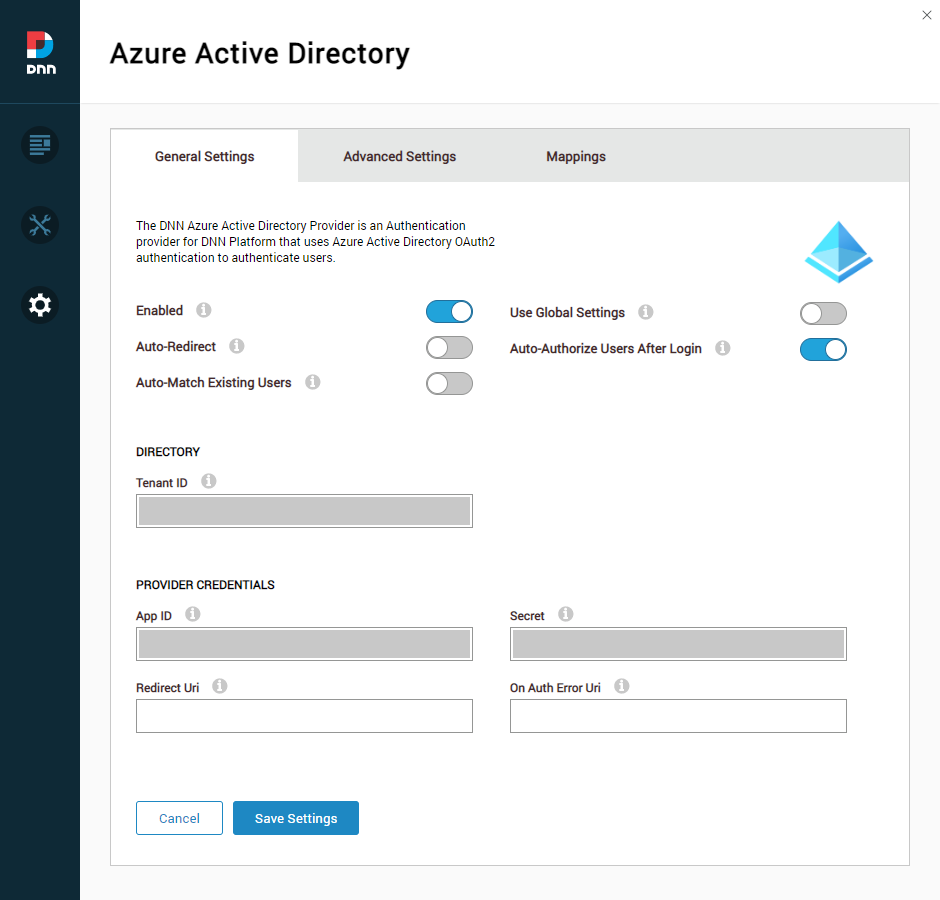 DNN
Azure Active Directory
General Settings
Advanced Settings
Mappings
The DNN Azure Active Directory Provider is an Authentication
provider for DNN Platform that uses Azure Active Directory OAuth2
authentication to authenticate users.
Enabled
Use Global Settings
Auto-Redirect
Auto-Authorize Users After Login
Auto-Match Existing Users
DIRECTORY
Tenant ID
PROVIDER CREDENTIALS
App ID
Secret
Redirect Uri
On Auth Error Uri
Cancel
Save Settings